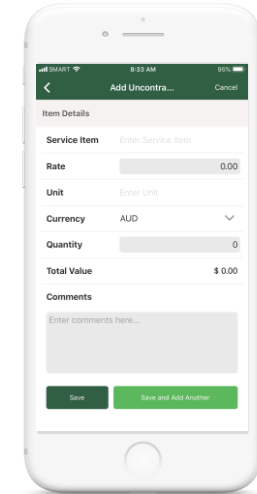 SMART 8:33 AM 95%
Add Uncontra... Cancel
Item Details
Service Item Enter Service Item
Rate 0.00
Unit Enter Unit
Currency AUD
Quantity 0
Total Value $ 0.00
Comments
Enter comments here...
Save Save and Add Another